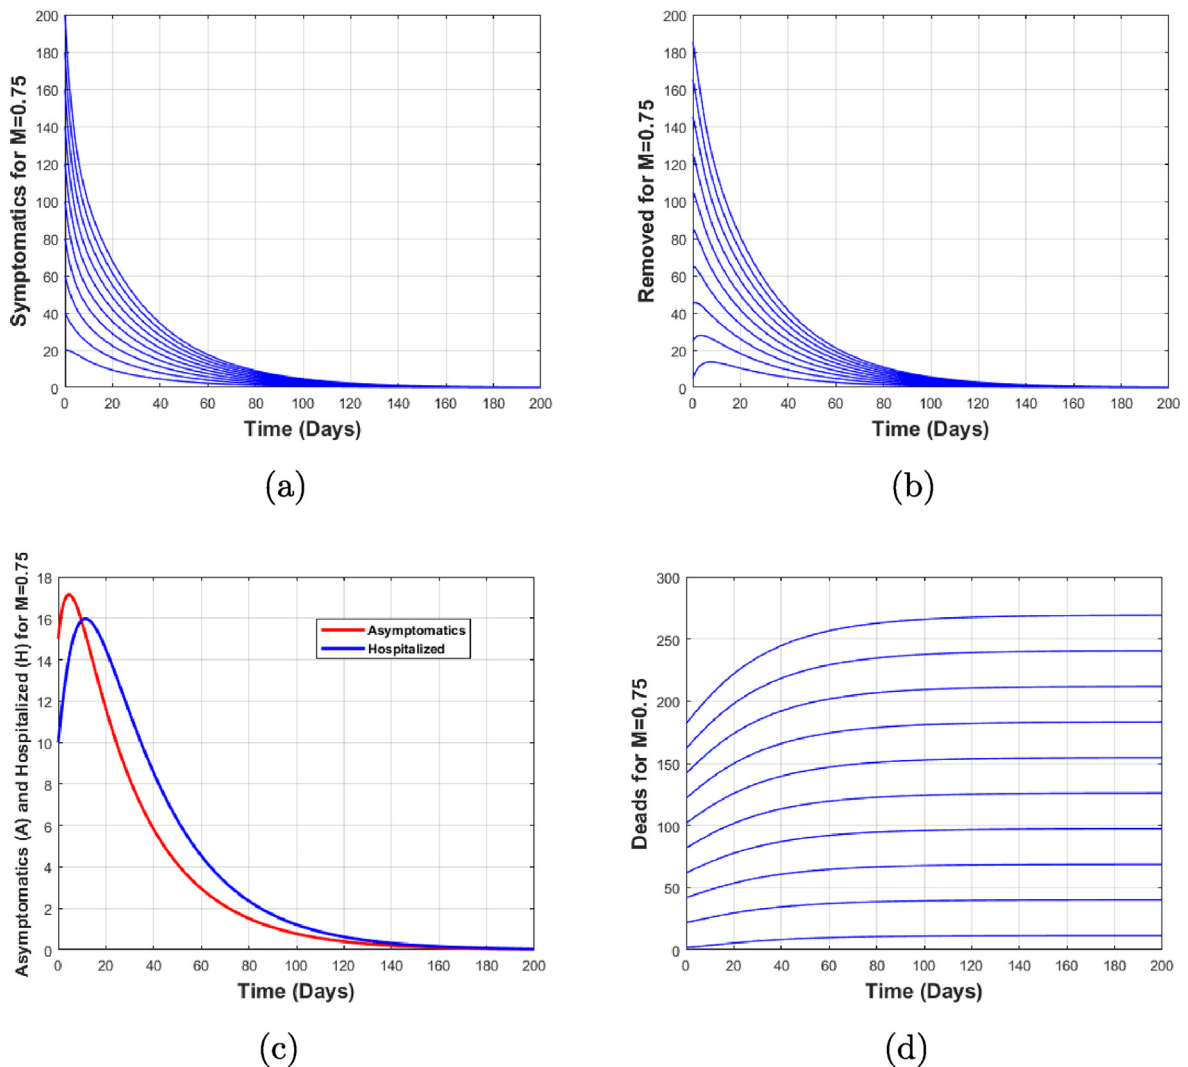 Symptomatics for M=0.75
200
180
160
140
120
100
80
60
40
20
0
0 20 40 60 80 100 120 140 160 180 200
Time (Days)
(a)
Removed for M=0.75
200
180
160
140
120
100
80
60
40
20
0
0 20 40 60 80 100 120 140 160 180 200
Time (Days)
(b)
Asymptomatics (A) and Hospitalized (H) for M=0.75
18
16
14
12
10
8
6
4
2
0
Asymptomatics
Hospitalized
0 20 40 60 80 100 120 140 160 180 200
Time (Days)
(c)
Deads for M=0.75
300
250
200
150
100
50
0
0 20 40 60 80 100 120 140 160 180 200
Time (Days)
(d)